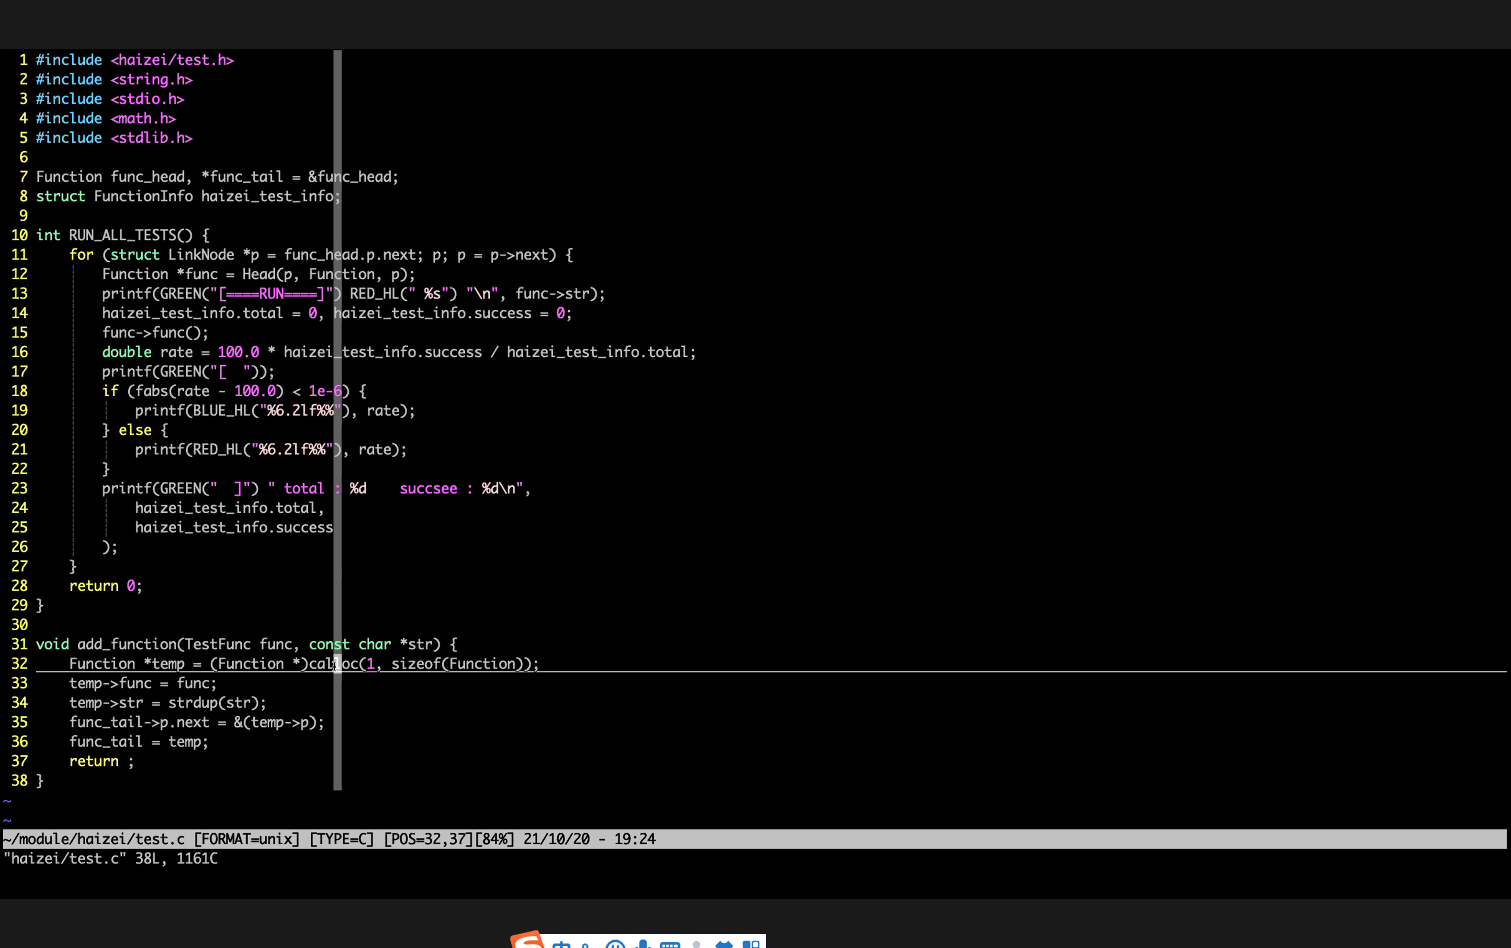 1 #include <haizei/test.h>
2 #include <string.h>
3 #include <stdio.h>
4 #include <math.h>
5 #include <stdlib.h>
6
7 Function func_head, *func_tail = &func_head;
8 struct FunctionInfo haizei_test_info;
9
10 int RUN_ALL_TESTS() {
11     for (struct LinkNode *p = func_head.p.next; p; p = p->next) {
12         Function *func = Head(p, Function, p);
13         printf(GREEN("[====RUN====]") RED_HL(" %s") "\n", func->str);
14         haizei_test_info.total = 0, haizei_test_info.success = 0;
15         func->func();
16         double rate = 100.0 * haizei_test_info.success / haizei_test_info.total;
17         printf(GREEN("[  "));
18         if (fabs(rate - 100.0) < 1e-6) {
19             printf(BLUE_HL("%6.2lf%%"), rate);
20         } else {
21             printf(RED_HL("%6.2lf%%"), rate);
22         }
23         printf(GREEN("  ]") " total : %d    succsee : %d\n",
24             haizei_test_info.total,
25             haizei_test_info.success
26         );
27     }
28     return 0;
29 }
30
31 void add_function(TestFunc func, const char *str) {
32     Function *temp = (Function *)calloc(1, sizeof(Function));
33     temp->func = func;
34     temp->str = strdup(str);
35     func_tail->p.next = &(temp->p);
36     func_tail = temp;
37     return ;
38 }
~
~
~/module/haizei/test.c [FORMAT=unix] [TYPE=C] [POS=32,37][84%] 21/10/20 - 19:24
"haizei/test.c" 38L, 1161C